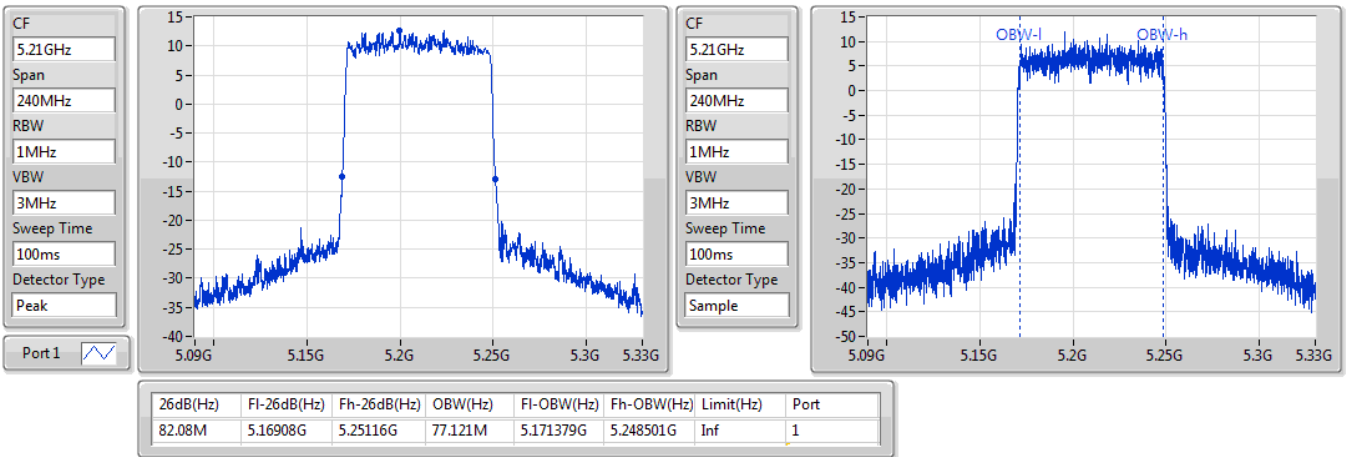 CF
5.21GHz
Span
240MHz
RBW
1MHz
VBW
3MHz
Sweep Time
100ms
Detector Type
Peak
Port 1
15
10
5
0
-5
-10
-15
-20
-25
-30
-35
-40
5.09G 5.15G 5.2G 5.25G 5.3G 5.33G
CF
5.21GHz
Span
240MHz
RBW
1MHz
VBW
3MHz
Sweep Time
100ms
Detector Type
Sample
OBW-l OBW-h
15
10
5
0
-5
-10
-15
-20
-25
-30
-35
-40
-45
-50
5.09G 5.15G 5.2G 5.25G 5.3G 5.33G
26dB(Hz) Fl-26dB(Hz) Fh-26dB(Hz) OBW(Hz) Fl-OBW(Hz) Fh-OBW(Hz) Limit(Hz) Port
82.08M 5.16908G 5.25116G 77.121M 5.171379G 5.248501G Inf 1